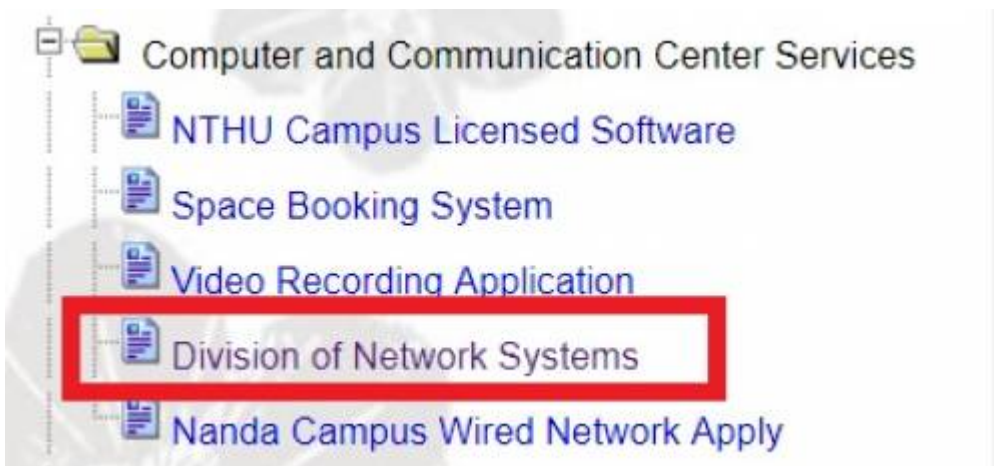 Computer and Communication Center Services
NTHU Campus Licensed Software
Space Booking System
Video Recording Application
Division of Network Systems
Nanda Campus Wired Network Apply